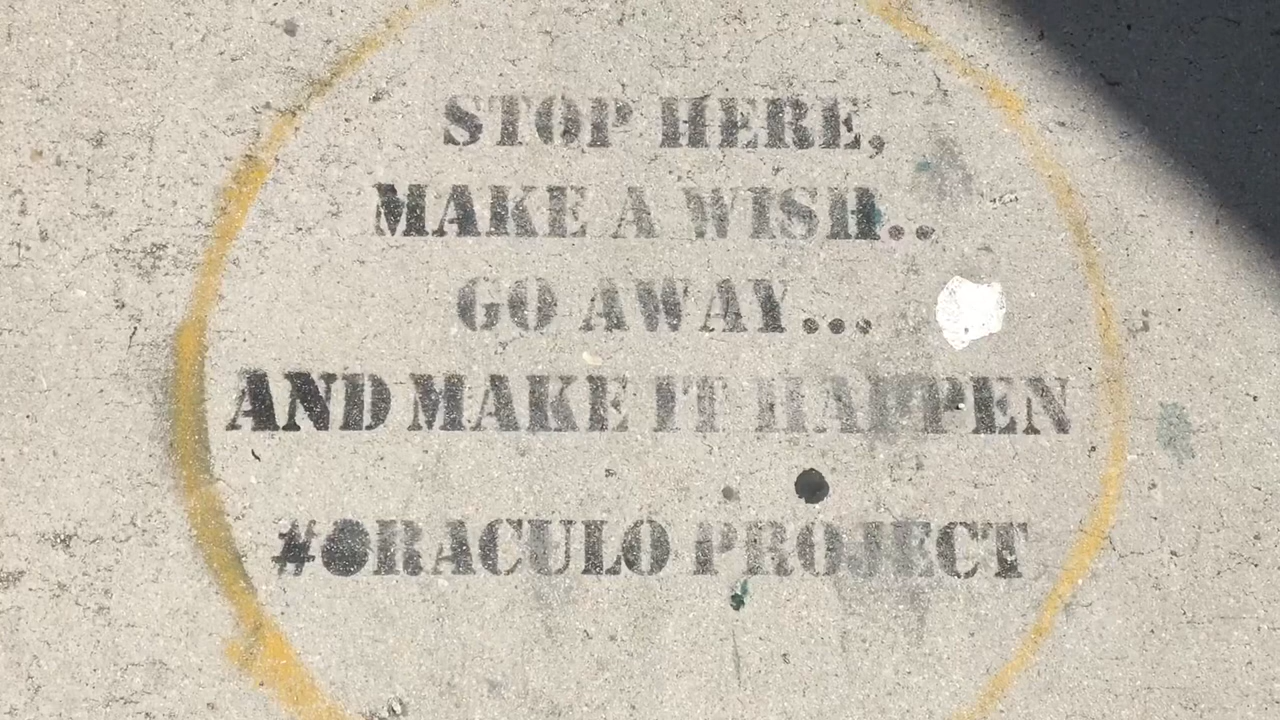 STOP HERE,
MAKE A WISH..
GO AWAY...
AND MAKE IT HAPPEN
#ORACULO PROJECT